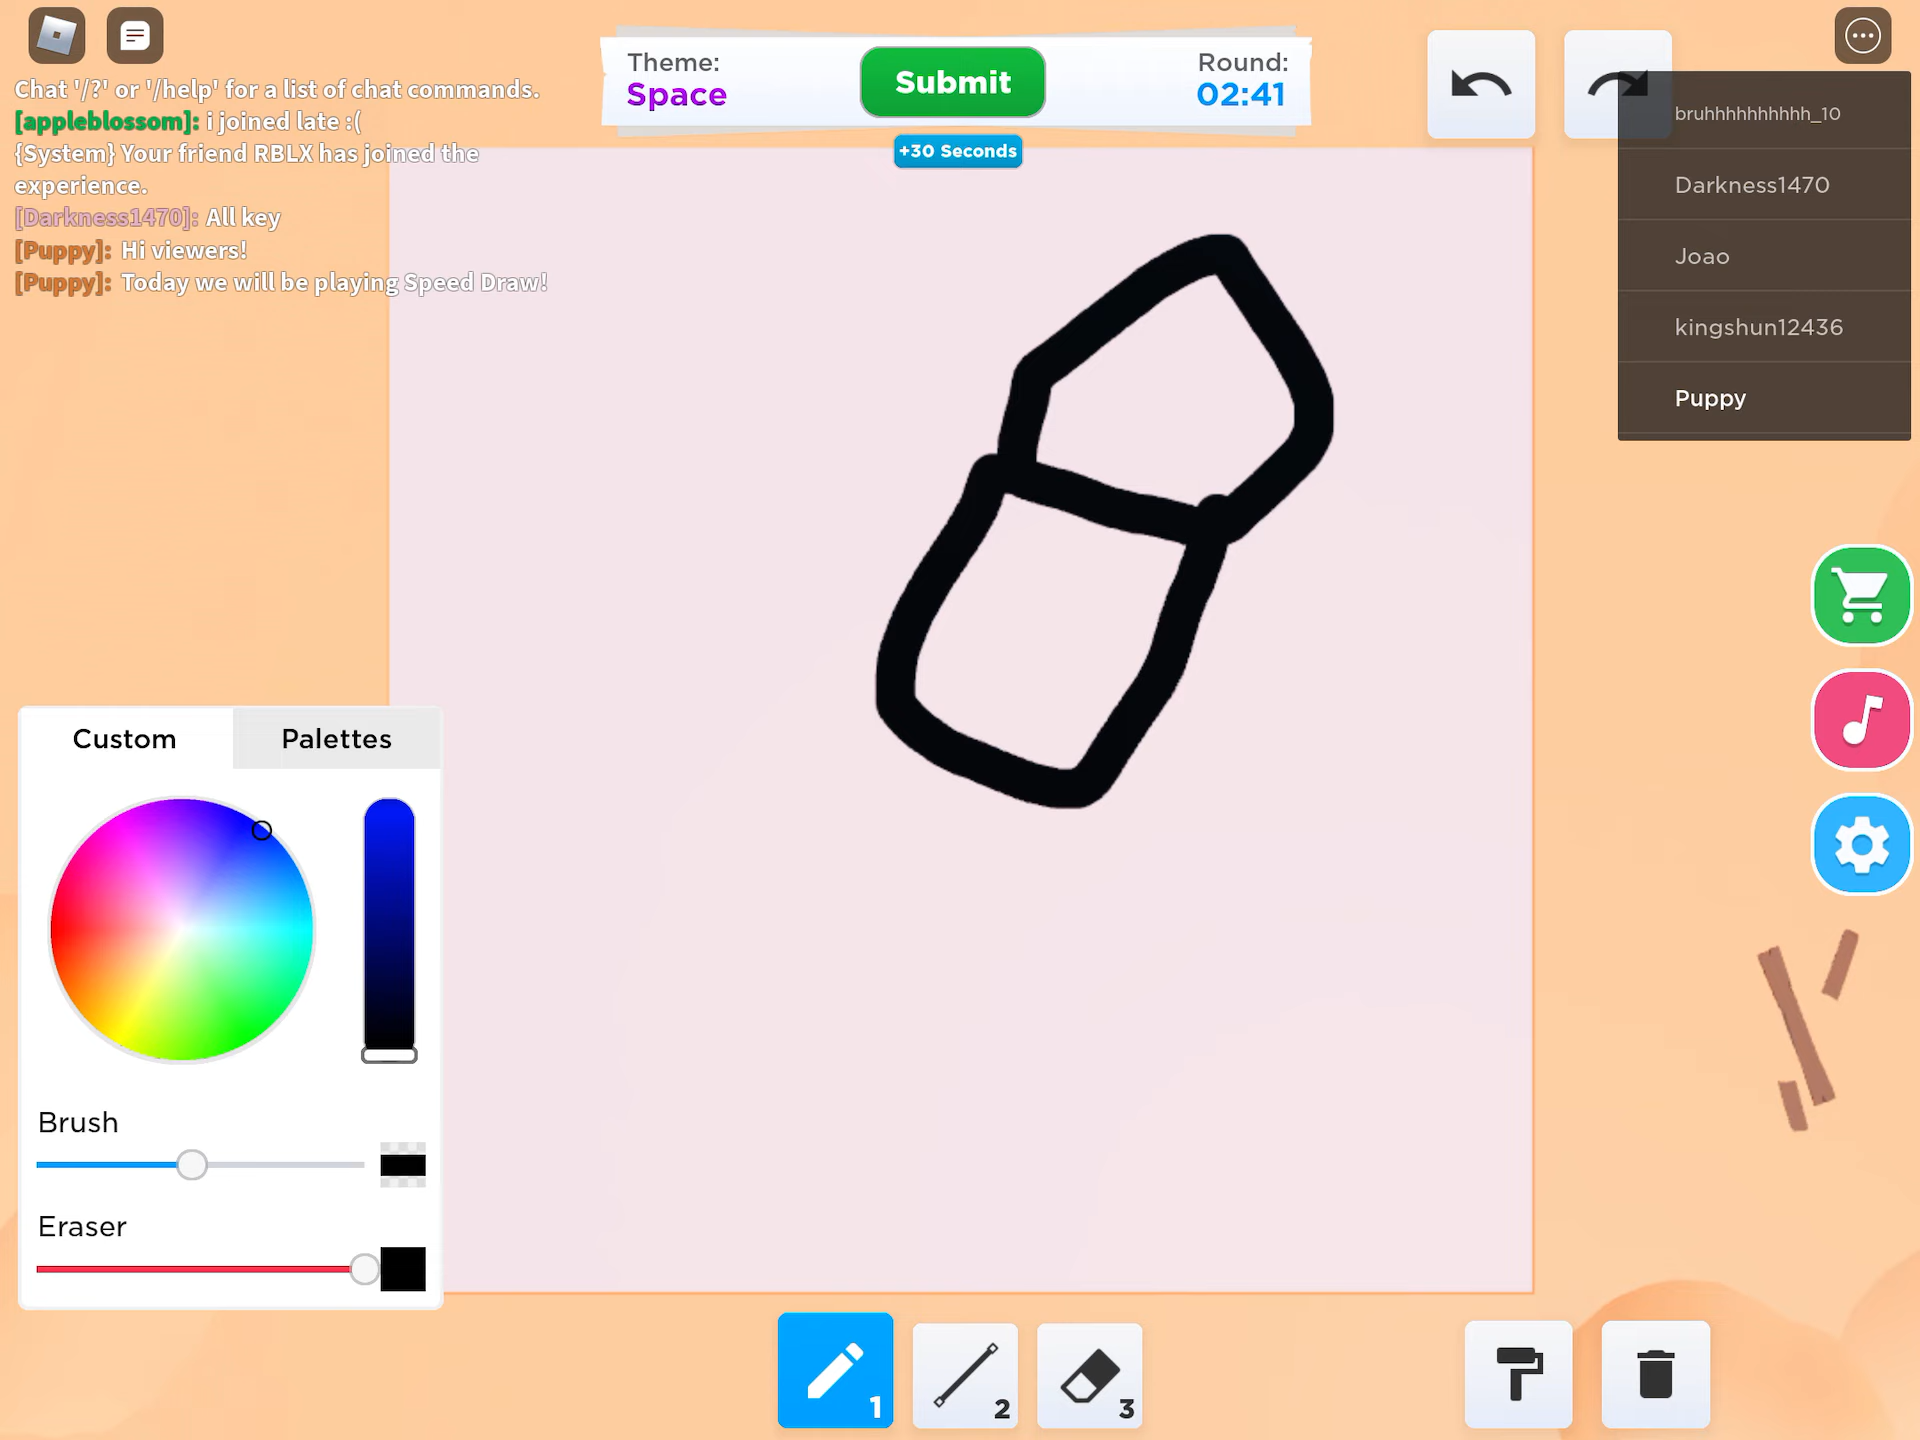 Chat '/?' or '/help' for a list of chat commands.
[appleblossom]: i joined late :(
{System} Your friend RBLX has joined the
experience.
[Darkness1470]: All key
[Puppy]: Hi viewers!
[Puppy]: Today we will be playing Speed Draw!
Theme:
Space
Submit
Round:
02:41
+30 Seconds
bruhhhhhhhhhh_10
Darkness1470
Joao
kingshun12436
Puppy
Custom
Palettes
Brush
Eraser
1
2
3